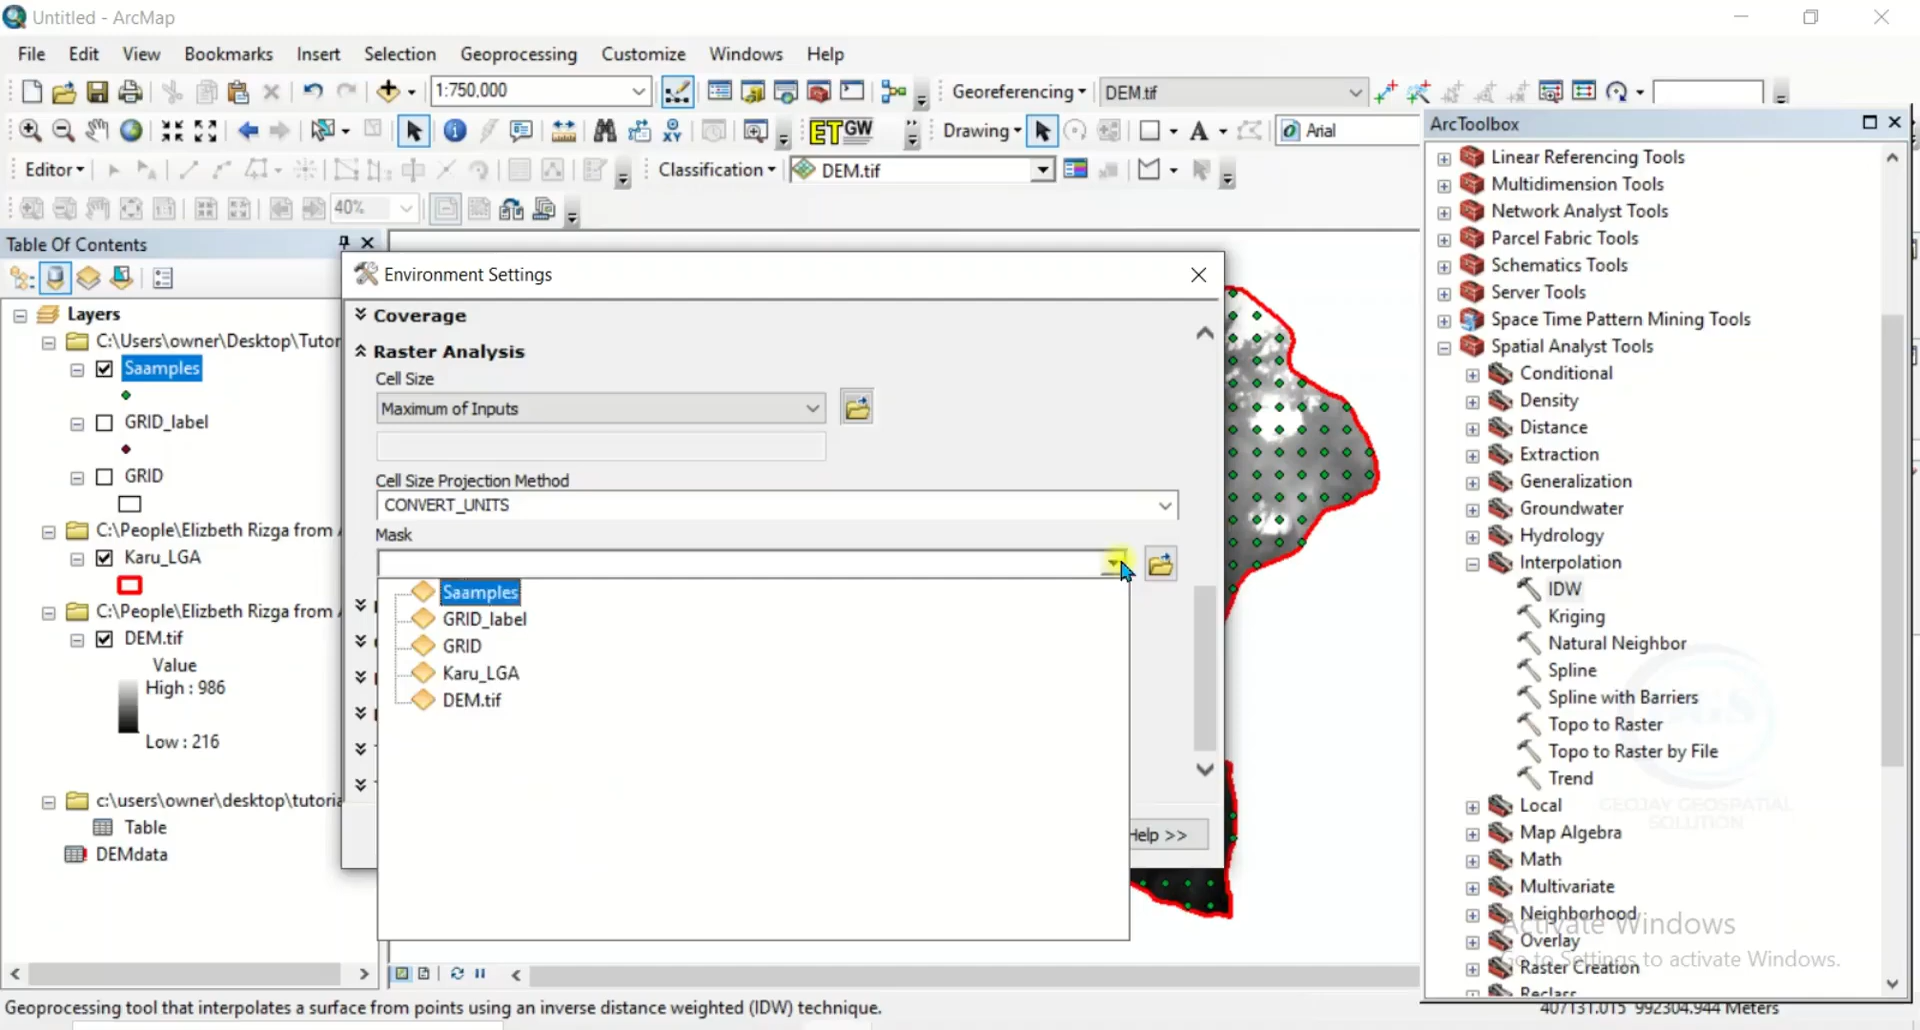 Untitled - ArcMap
File Edit View Bookmarks Insert Selection Geoprocessing Customize Windows Help
1:750,000 Georeferencing DEM.tif
ET GW Drawing A Arial
Editor Classification DEM.tif
40%
Table Of Contents
Layers
C:\Users\owner\Desktop\Tutor
Saamples
GRID_label
GRID
C:\People\Elizbeth Rizga from
Karu_LGA
C:\People\Elizbeth Rizga from
DEM.tif
Value
High : 986
Low : 216
c:\users\owner\desktop\tutoria
Table
DEMdata
Environment Settings
Coverage
Raster Analysis
Cell Size
Maximum of Inputs
Cell Size Projection Method
CONVERT_UNITS
Mask
Saamples
GRID_label
GRID
Karu_LGA
DEM.tif
Help >>
ArcToolbox
Linear Referencing Tools
Multidimension Tools
Network Analyst Tools
Parcel Fabric Tools
Schematics Tools
Server Tools
Space Time Pattern Mining Tools
Spatial Analyst Tools
Conditional
Density
Distance
Extraction
Generalization
Groundwater
Hydrology
Interpolation
IDW
Kriging
Natural Neighbor
Spline
Spline with Barriers
Topo to Raster
Topo to Raster by File
Trend
Local
Map Algebra
Math
Multivariate
Neighborhood
Overlay
Raster Creation
Reclass
GEOJAY GEOSPATIAL
SOLUTION
Activate Windows
Go to Settings to activate Windows.
Geoprocessing tool that interpolates a surface from points using an inverse distance weighted (IDW) technique.
407131.015 992304.944 Meters